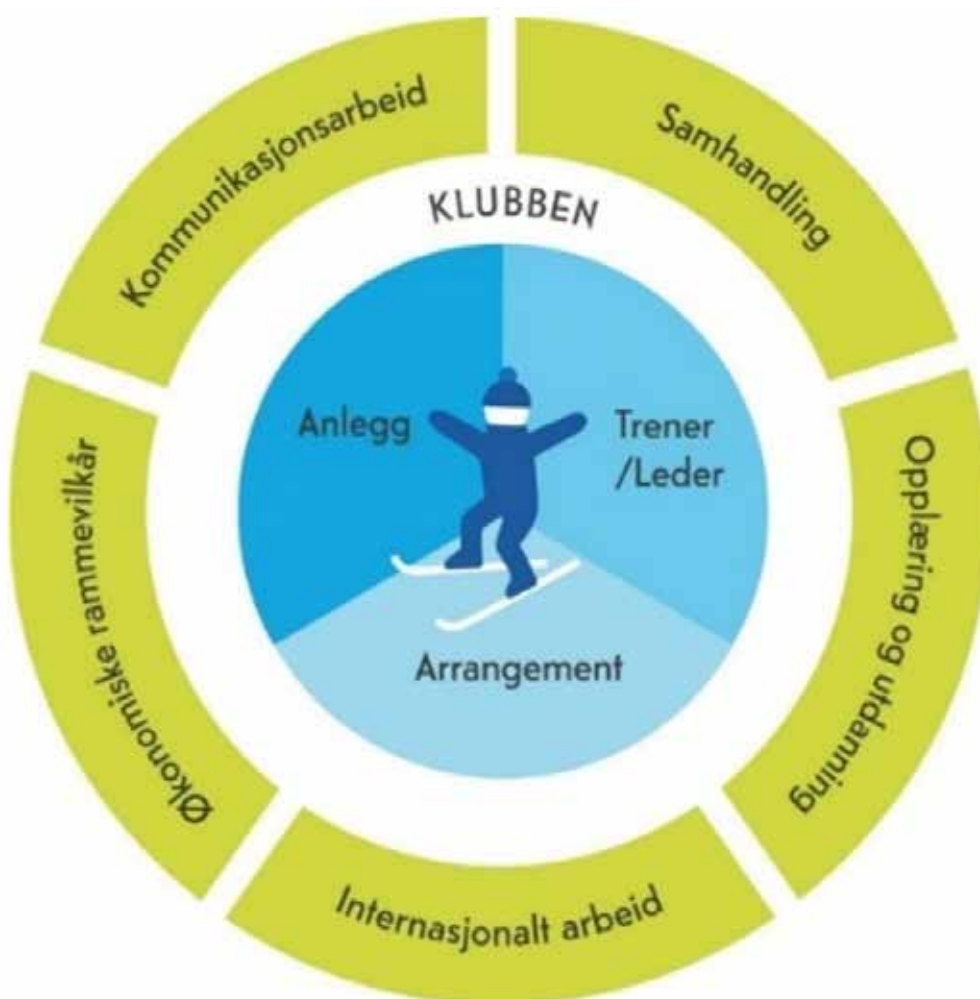 Kommunikasjonsarbeid
Samhandling
KLUBBEN
Anlegg
Trener
/Leder
Arrangement
Økonomiske rammevilkår
Opplæring og utdanning
Internasjonalt arbeid